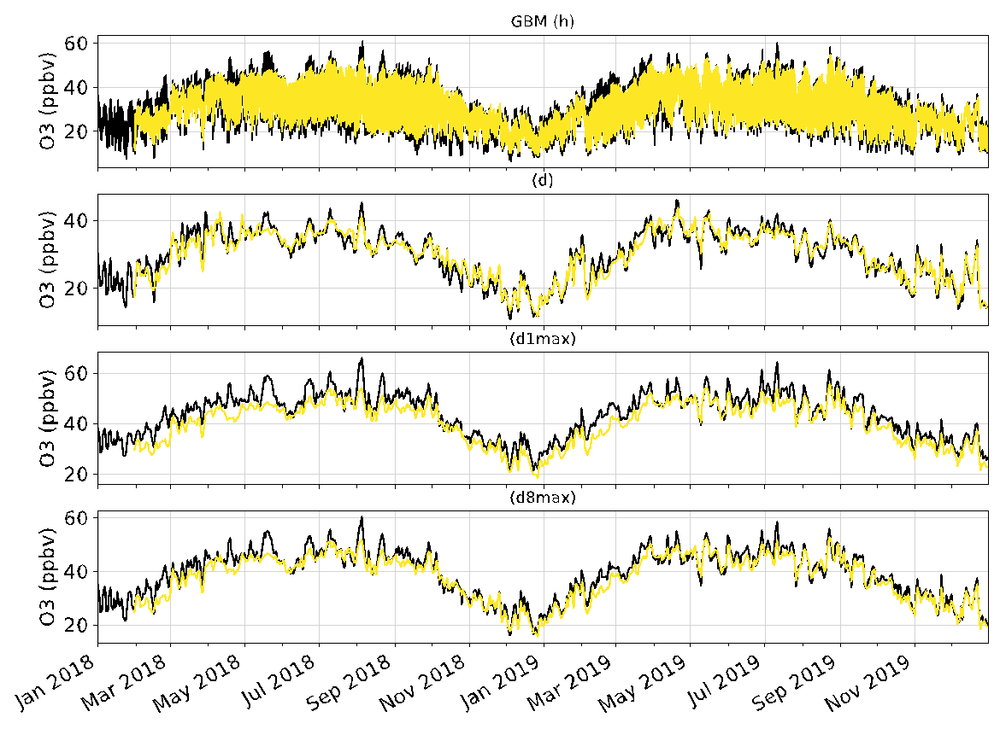 GBM (h)
O3 (ppbv)
60
40
20
(d)
O3 (ppbv)
40
20
(d1max)
O3 (ppbv)
60
40
20
(d8max)
O3 (ppbv)
60
40
20
Jan 2018
Mar 2018
May 2018
Jul 2018
Sep 2018
Nov 2018
Jan 2019
Mar 2019
May 2019
Jul 2019
Sep 2019
Nov 2019